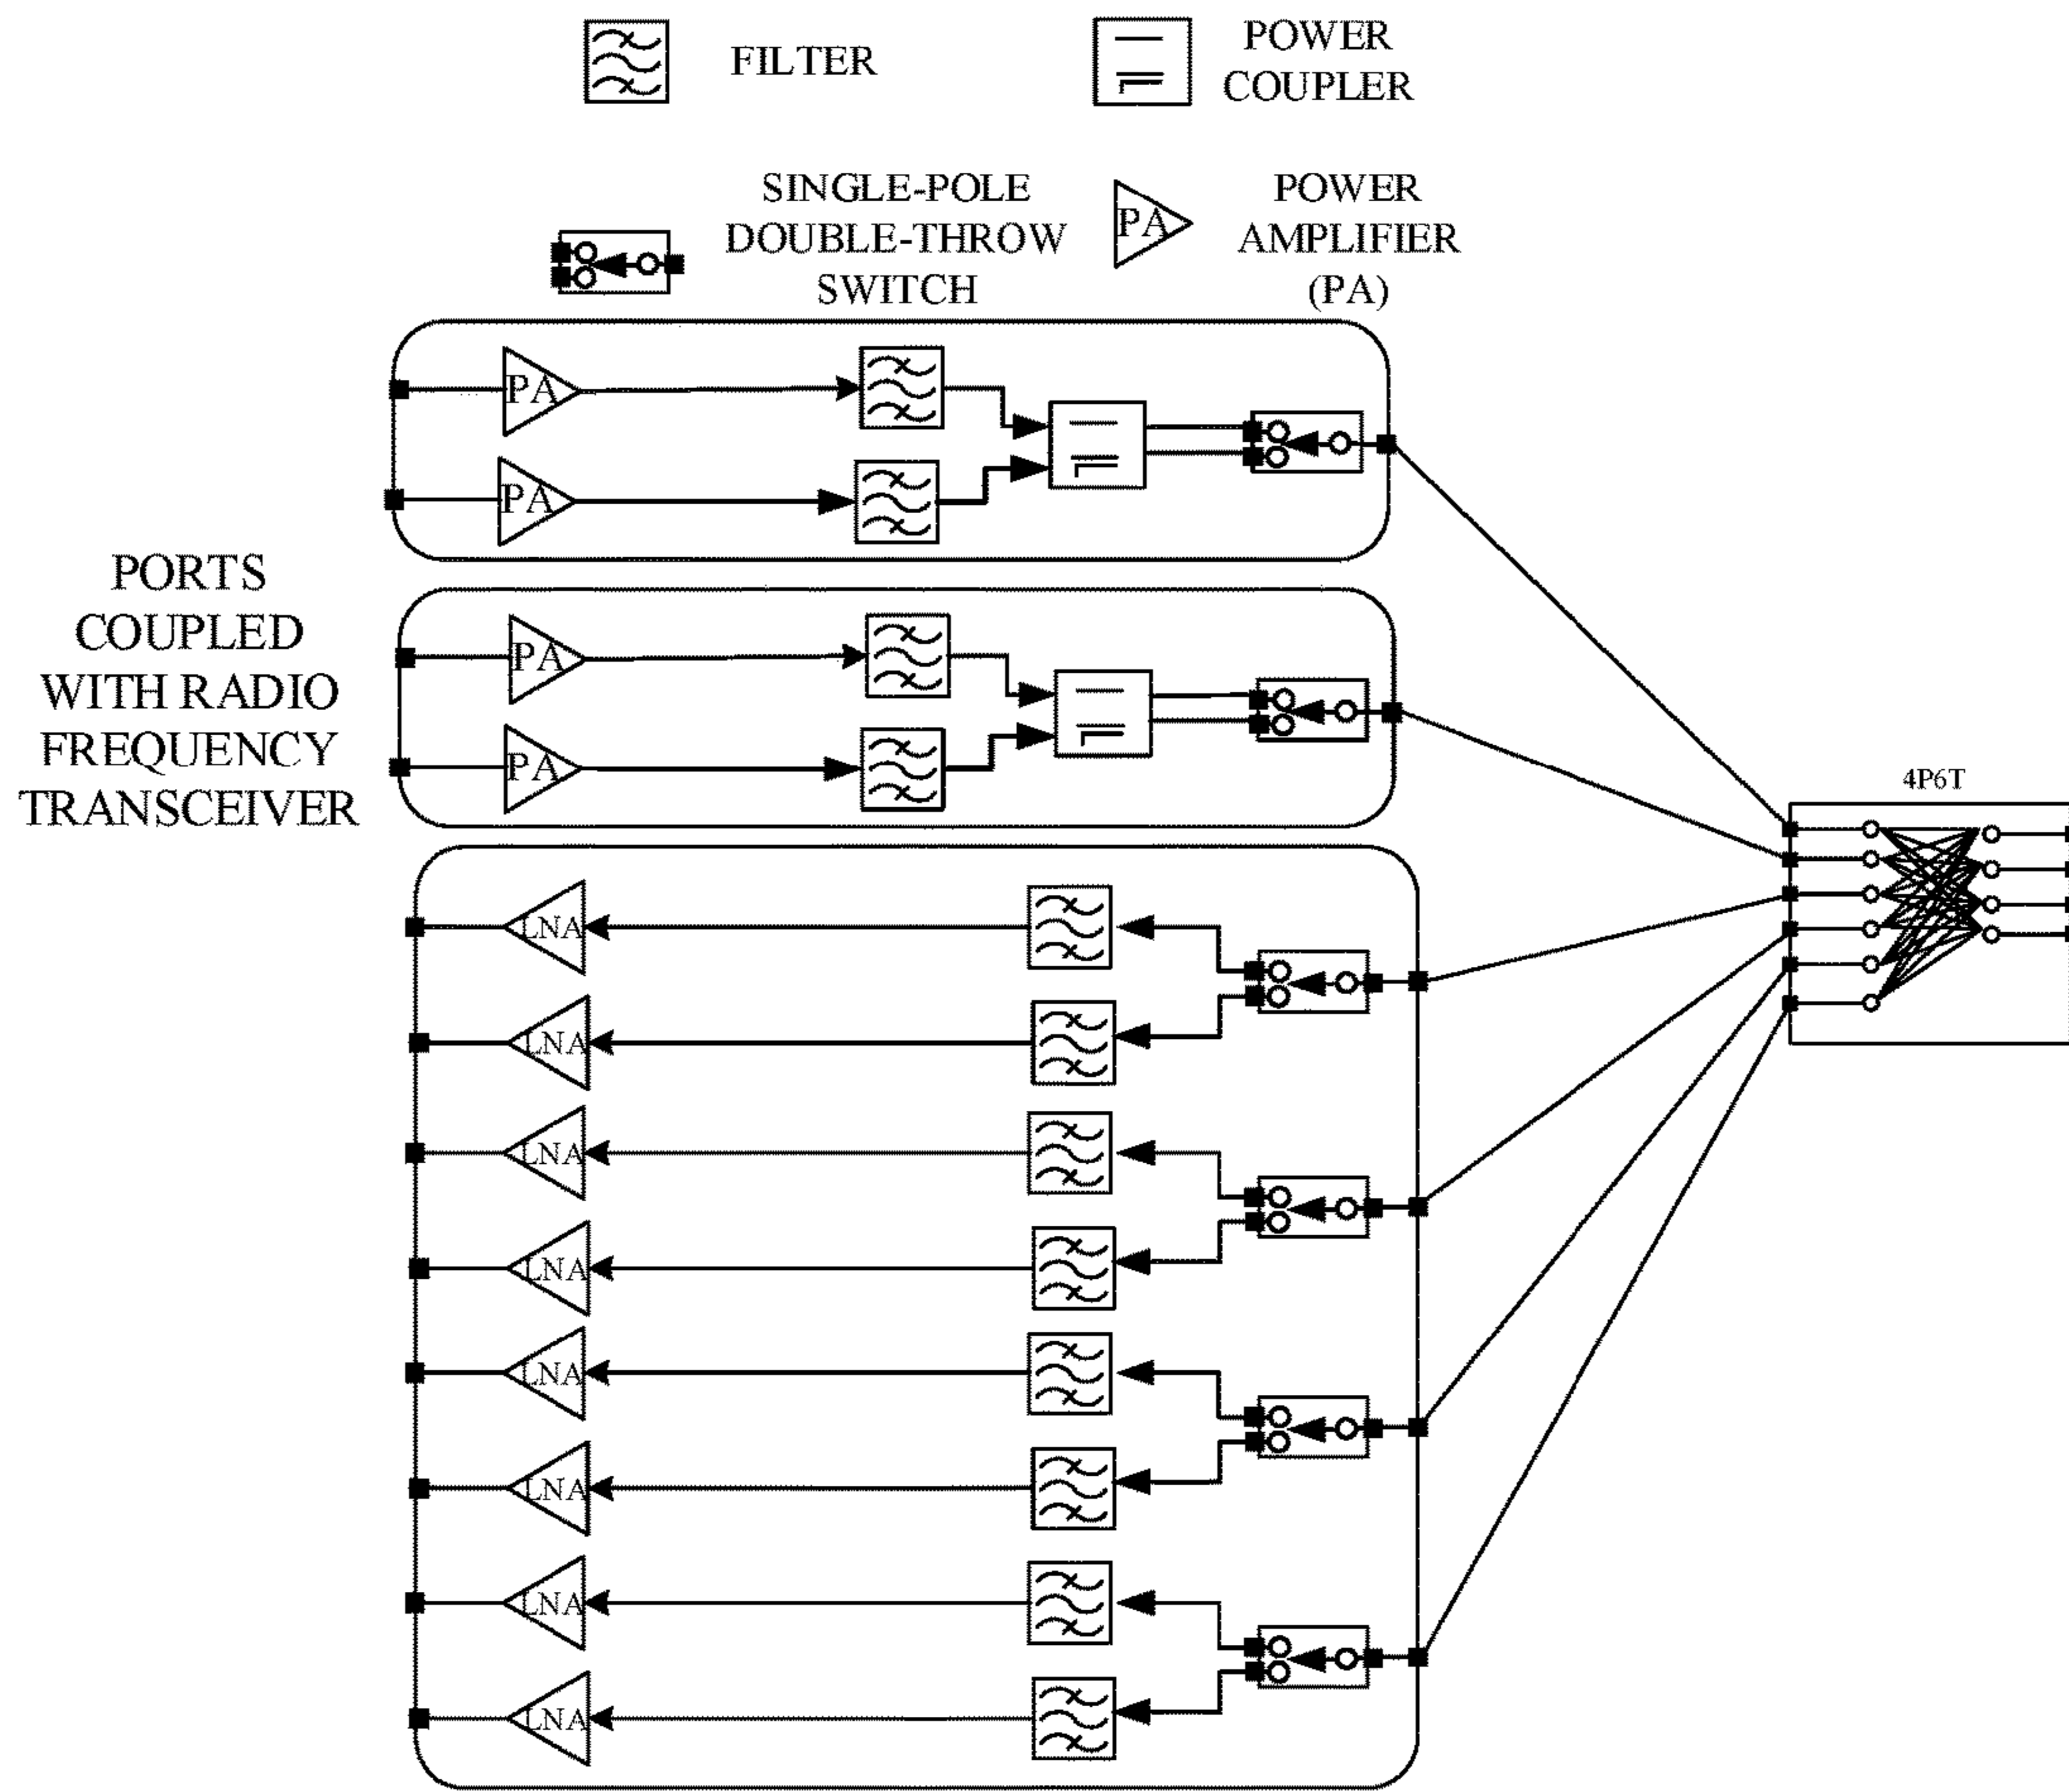 FILTER
POWER
COUPLER
SINGLE-POLE
DOUBLE-THROW
SWITCH
PA
POWER
AMPLIFIER
(PA)
PA
PA
PORTS
COUPLED
WITH RADIO
FREQUENCY
TRANSCEIVER
PA
PA
4P6T
LNA
LNA
LNA
LNA
LNA
LNA
LNA
LNA